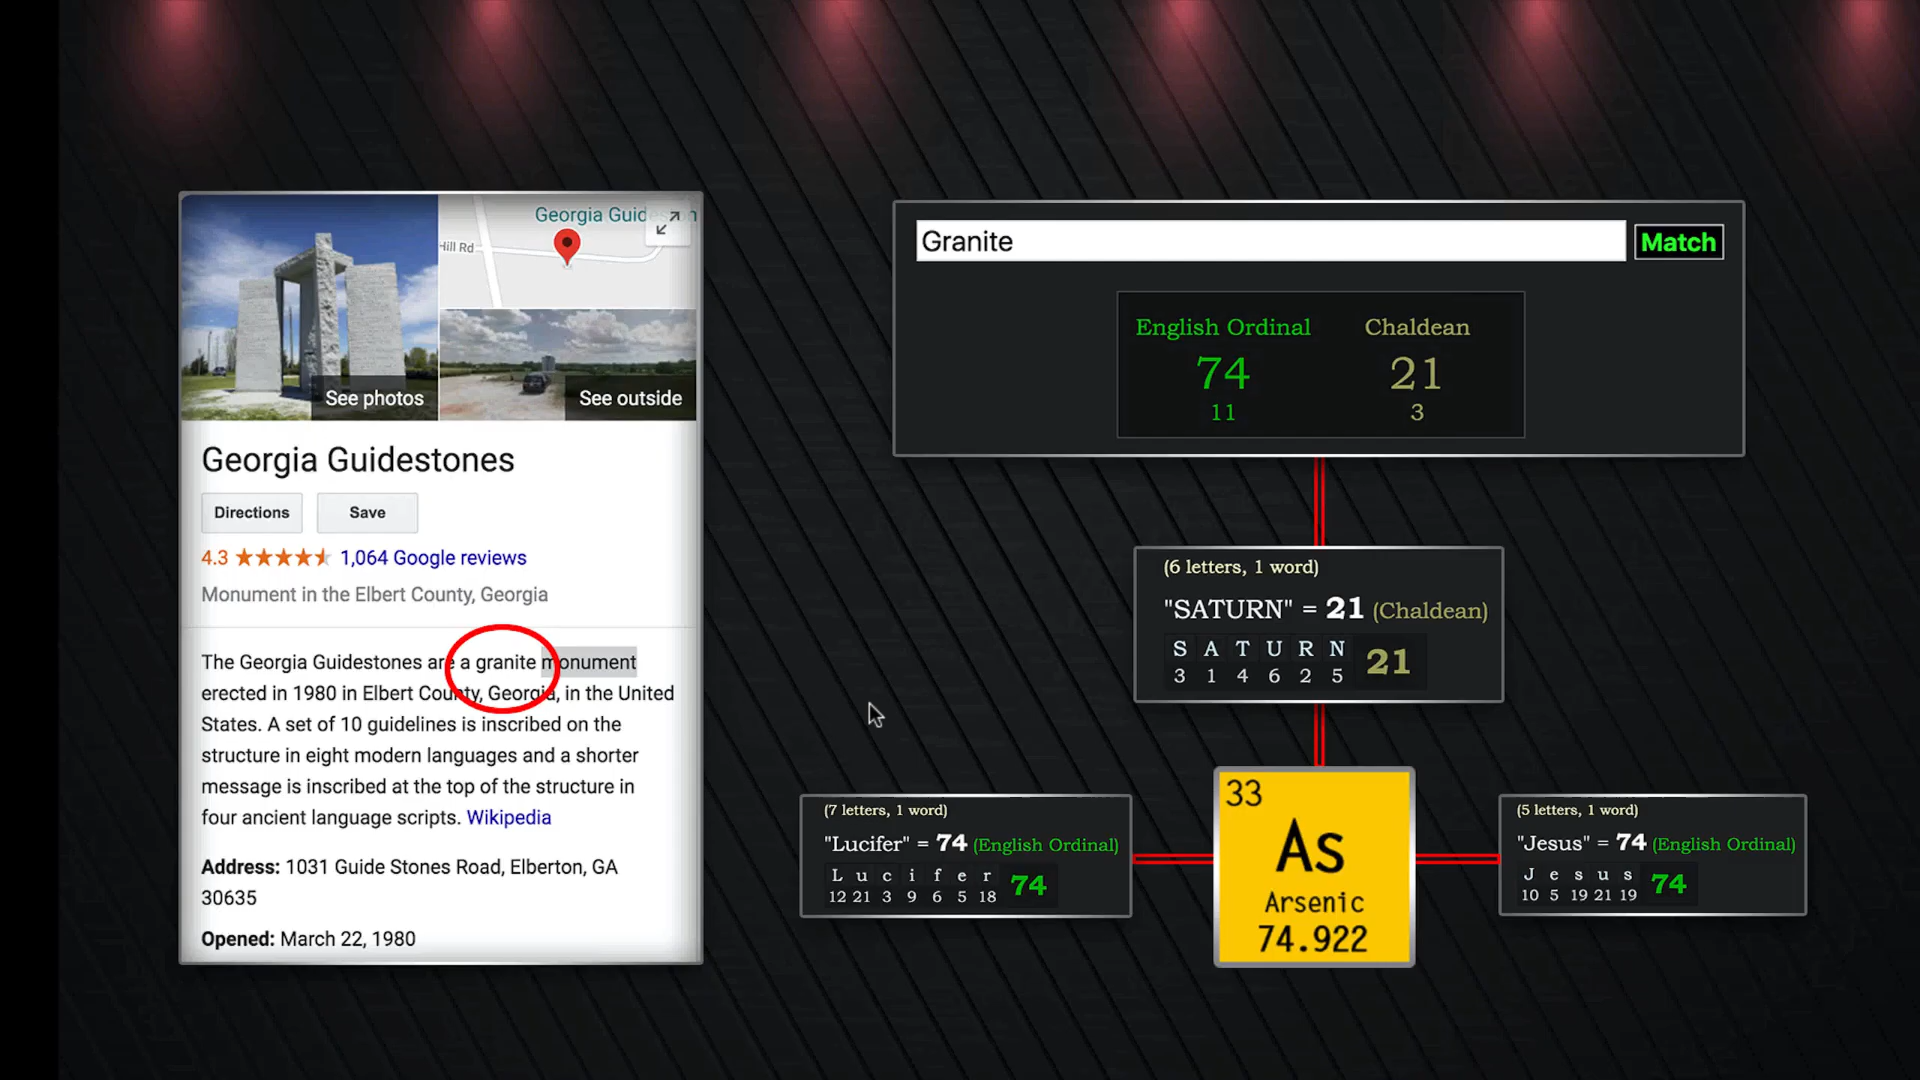 Georgia Guideston
Hill Rd
See photos
See outside
Georgia Guidestones
Directions
Save
4.3 ★★★★★ 1,064 Google reviews
Monument in the Elbert County, Georgia
The Georgia Guidestones are a granite monument
erected in 1980 in Elbert County, Georgia, in the United
States. A set of 10 guidelines is inscribed on the
structure in eight modern languages and a shorter
message is inscribed at the top of the structure in
four ancient language scripts. Wikipedia
Address: 1031 Guide Stones Road, Elberton, GA
30635
Opened: March 22, 1980
Granite
Match
English Ordinal Chaldean
74 21
11 3
(6 letters, 1 word)
"SATURN" = 21 (Chaldean)
S A T U R N 21
3 1 4 6 2 5
(7 letters, 1 word)
"Lucifer" = 74 (English Ordinal)
L u c i f e r 74
12 21 3 9 6 5 18
33
As
Arsenic
74.922
(5 letters, 1 word)
"Jesus" = 74 (English Ordinal)
J e s u s 74
10 5 19 21 19